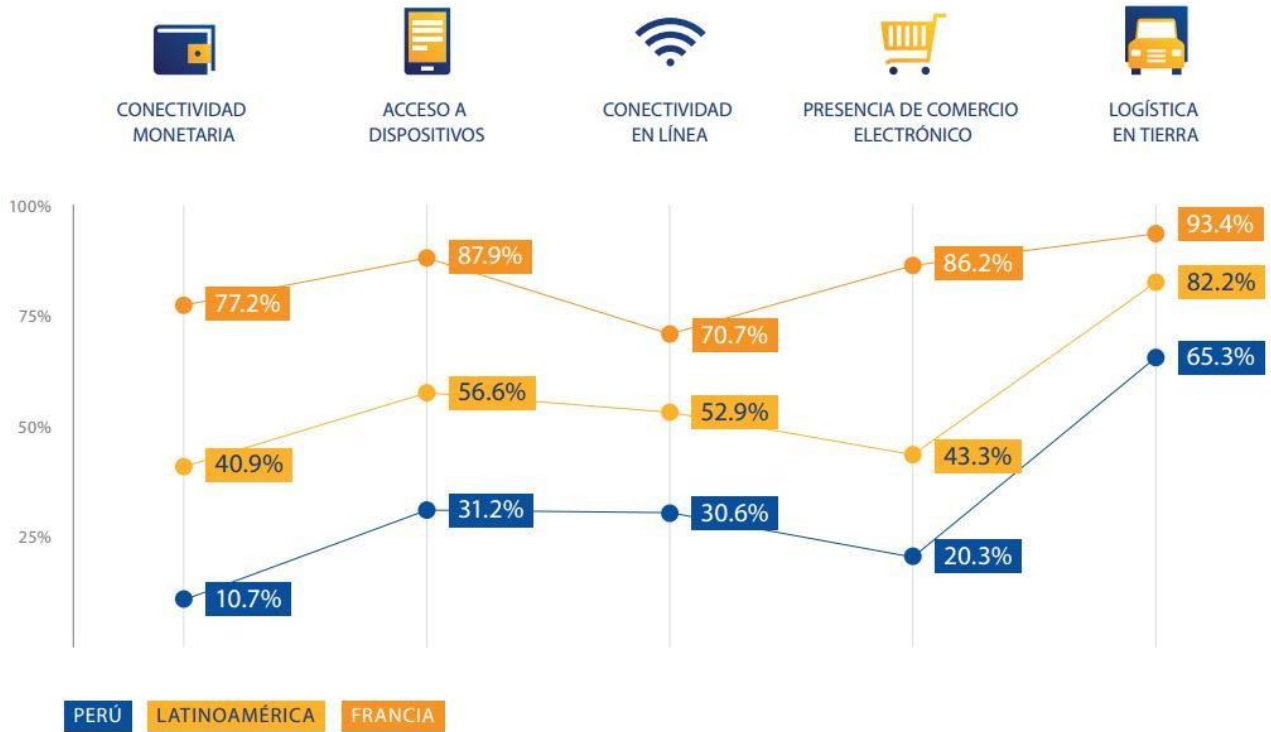 CONECTIVIDAD
MONETARIA
ACCESO A
DISPOSITIVOS
CONECTIVIDAD
EN LÍNEA
PRESENCIA DE COMERCIO
ELECTRÓNICO
LOGÍSTICA
EN TIERRA
100%
75%
50%
25%
77.2%
87.9%
70.7%
86.2%
93.4%
40.9%
56.6%
52.9%
43.3%
82.2%
10.7%
31.2%
30.6%
20.3%
65.3%
PERÚ
LATINOAMÉRICA
FRANCIA